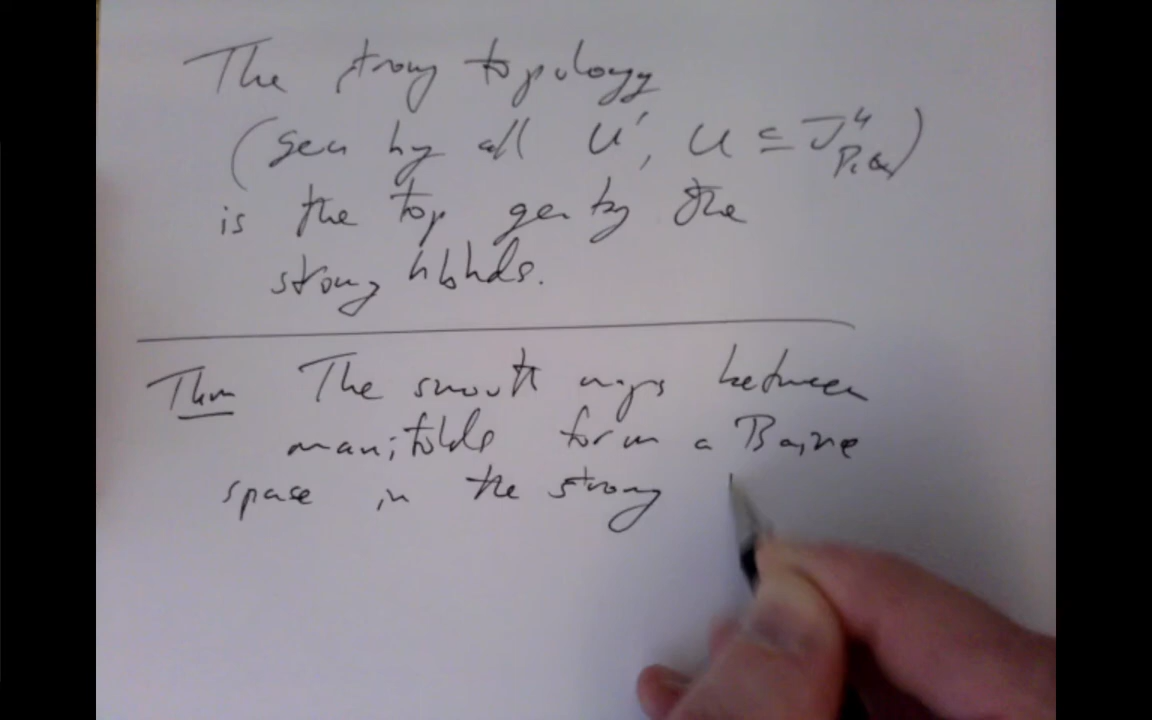 The strong topology
(gen by all U', U ⊆ J^4_{P,Q})
is the top gen by the
strong nbhds.
Thm The smooth maps between
manifolds form a Baire
space in the strong